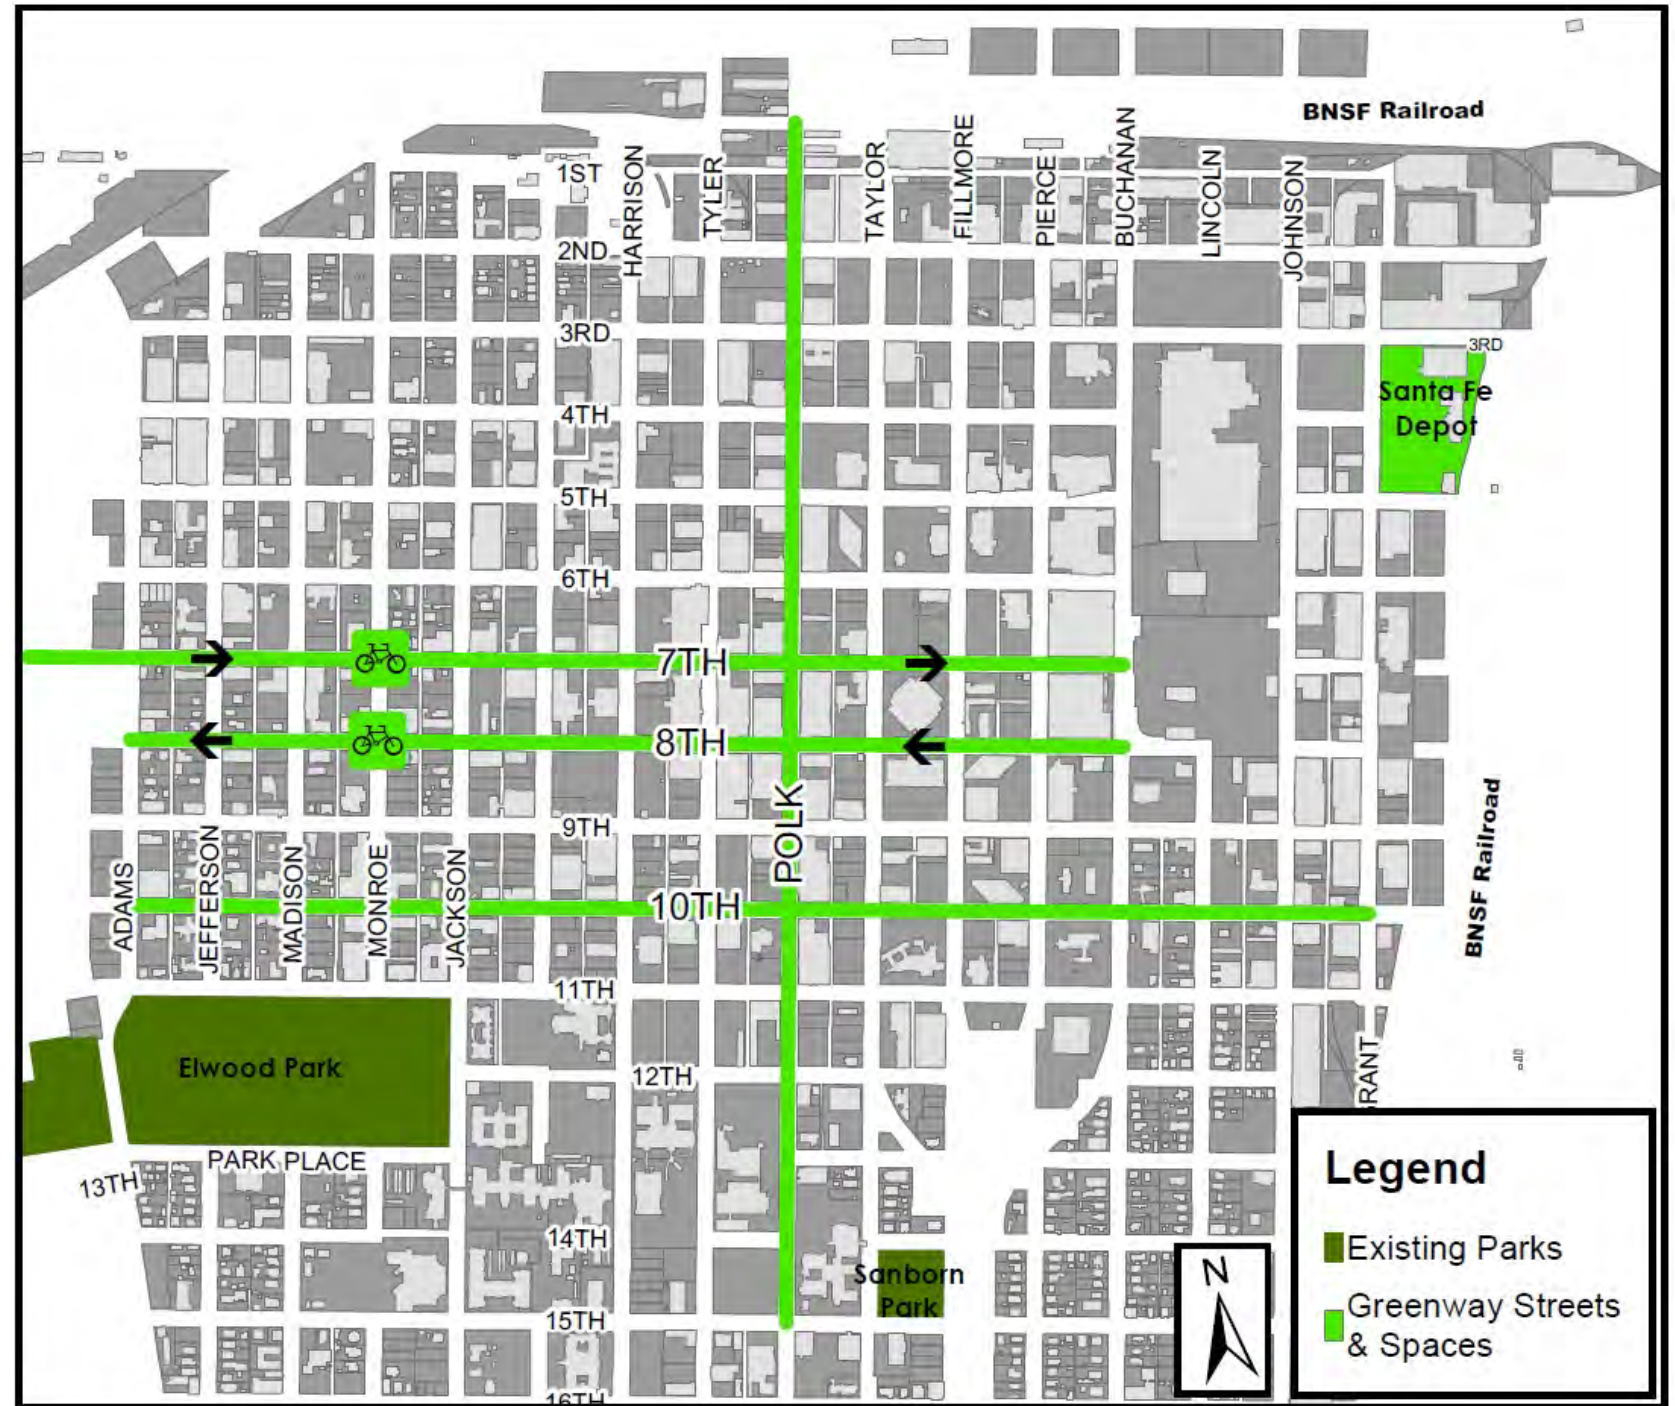 BNSF Railroad
1ST
HARRISON
TYLER
TAYLOR
FILLMORE
PIERCE
BUCHANAN
LINCOLN
JOHNSON
2ND
3RD
3RD
Santa Fe
Depot
4TH
5TH
6TH
7TH
8TH
POLK
9TH
BNSF Railroad
ADAMS
JEFFERSON
MADISON
MONROE
JACKSON
10TH
11TH
Elwood Park
12TH
GRANT
PARK PLACE
13TH
14TH
Sanborn
Park
15TH
16TH
N
Legend
Existing Parks
Greenway Streets
& Spaces